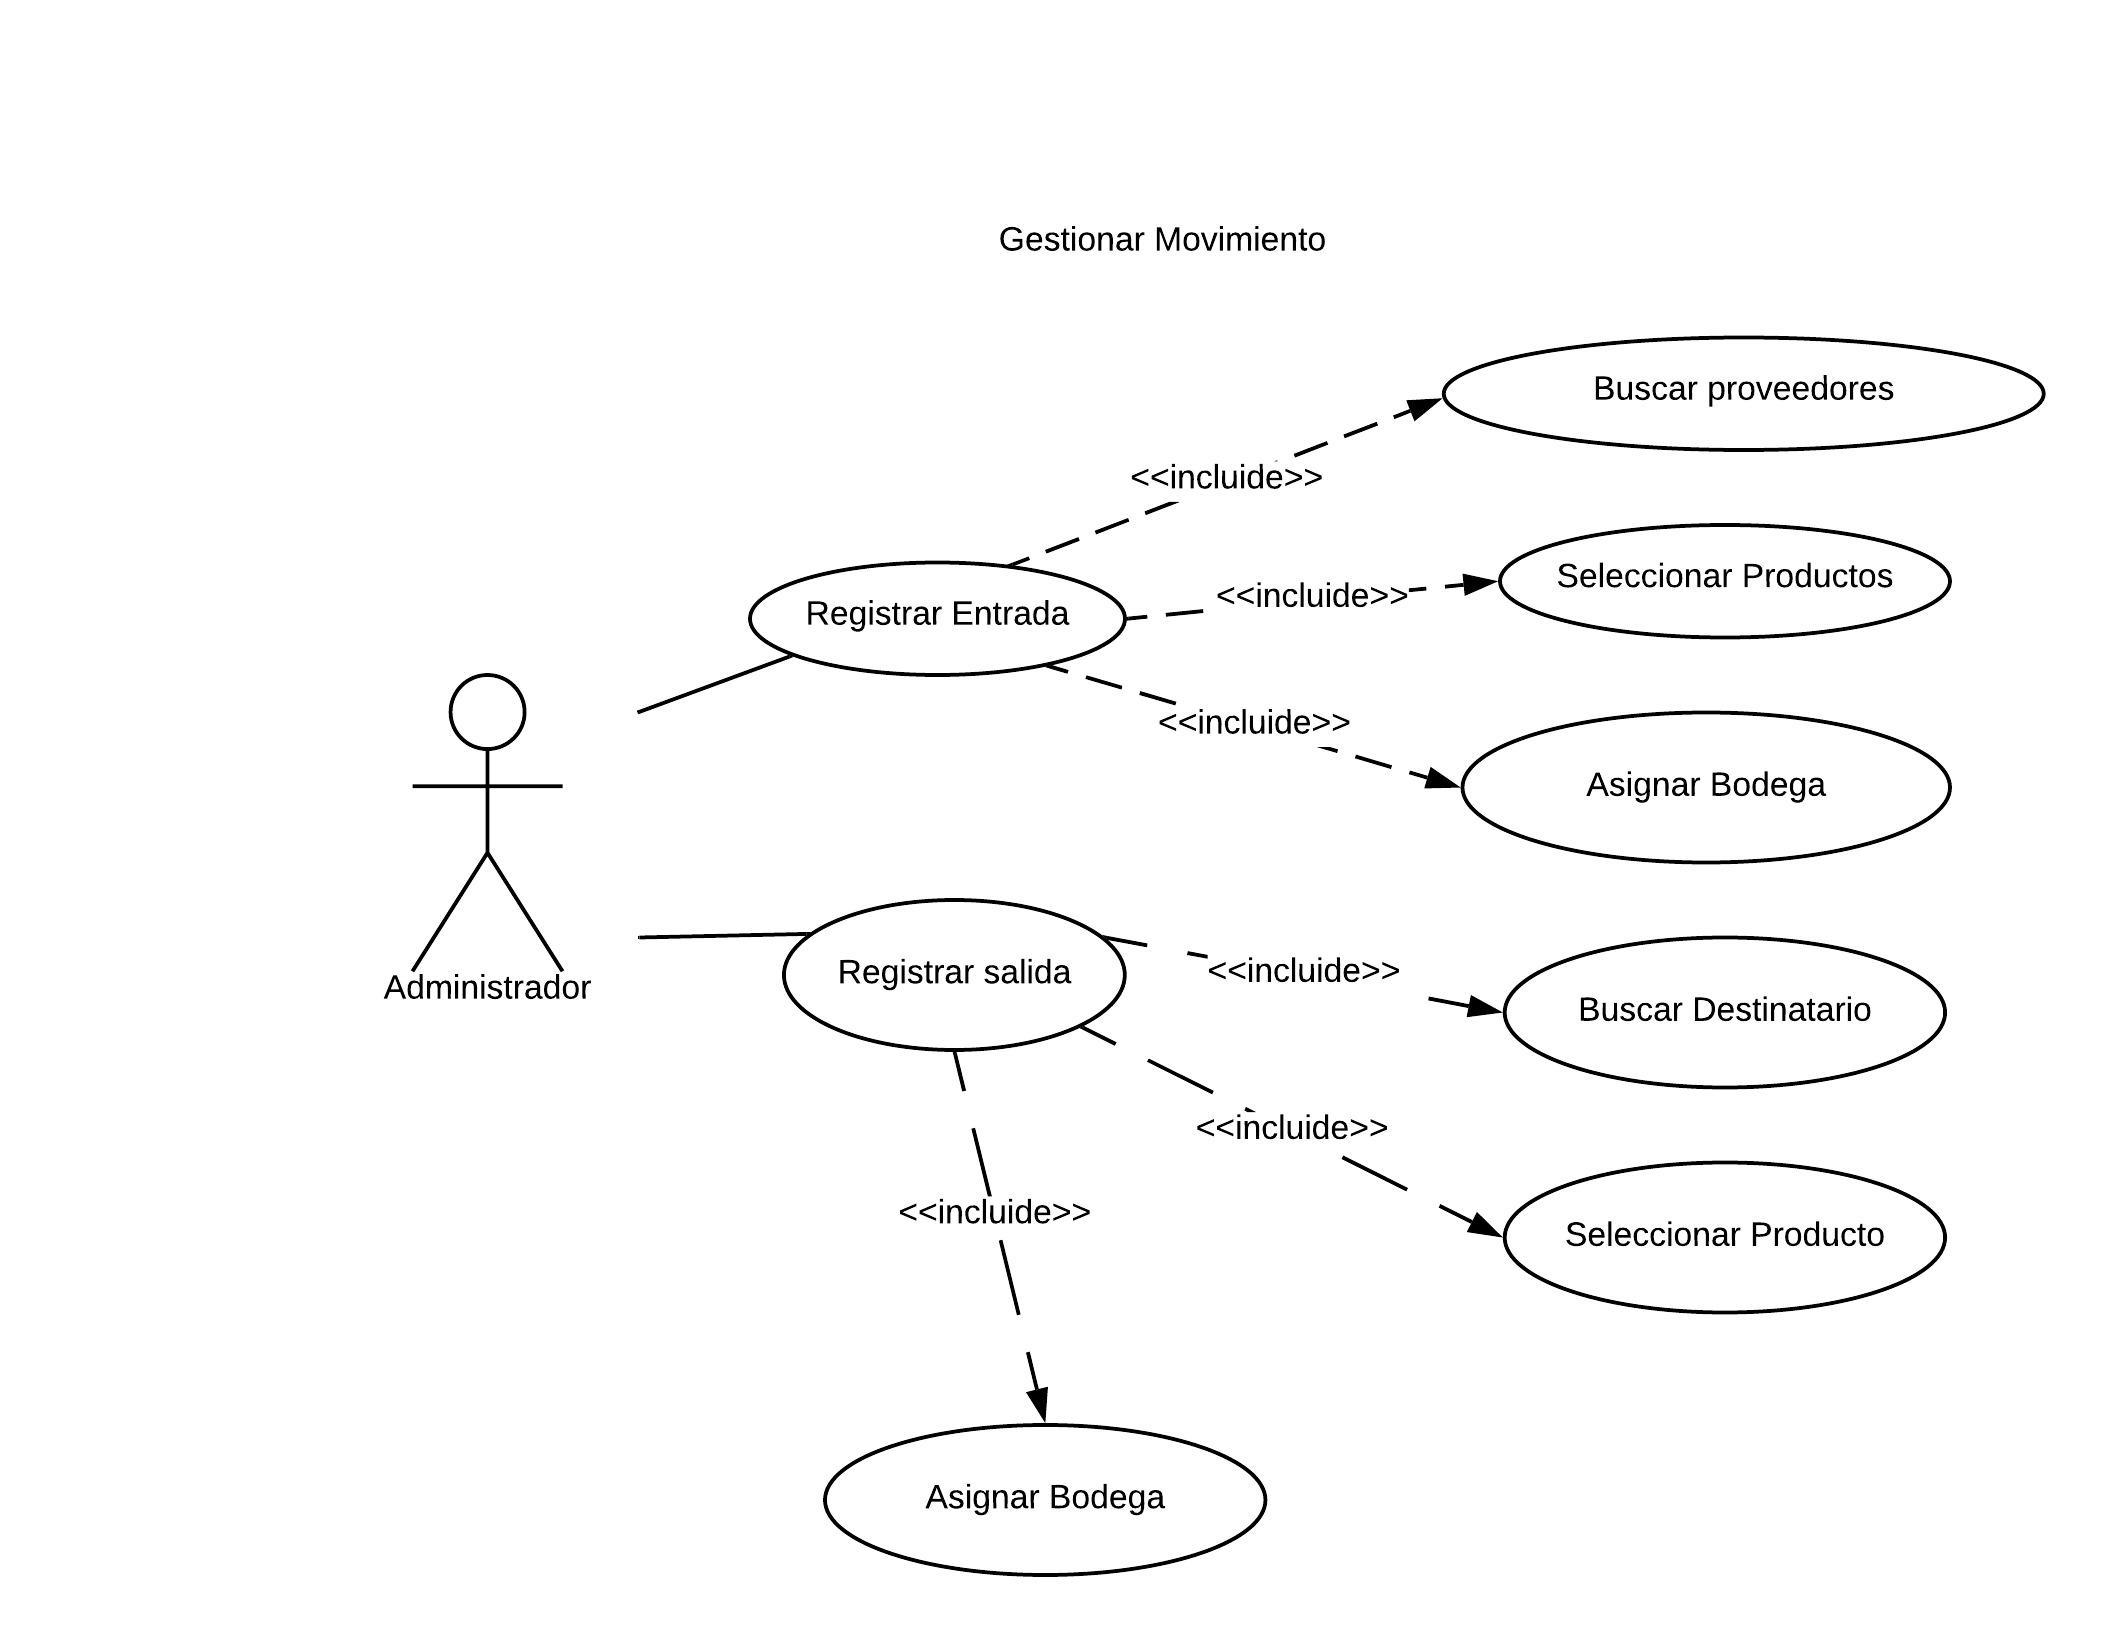 Gestionar Movimiento
Buscar proveedores
<<incluide>>
Seleccionar Productos
<<incluide>>
Registrar Entrada
<<incluide>>
Asignar Bodega
Administrador
Registrar salida
<<incluide>>
Buscar Destinatario
<<incluide>>
Seleccionar Producto
<<incluide>>
Asignar Bodega